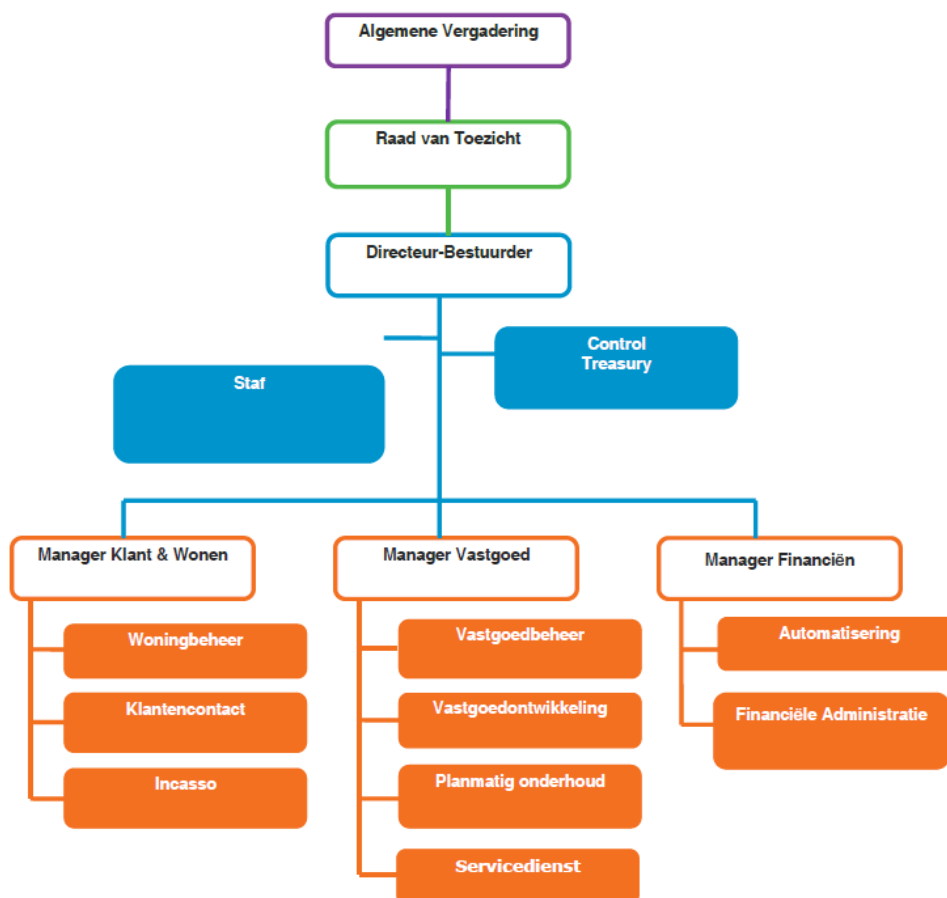 Algemene Vergadering
Raad van Toezicht
Directeur-Bestuurder
Control
Treasury
Staf
Manager Klant & Wonen
Manager Vastgoed
Manager Financiën
Woningbeheer
Klantencontact
Incasso
Vastgoedbeheer
Vastgoedontwikkeling
Planmatig onderhoud
Servicedienst
Automatisering
Financiële Administratie